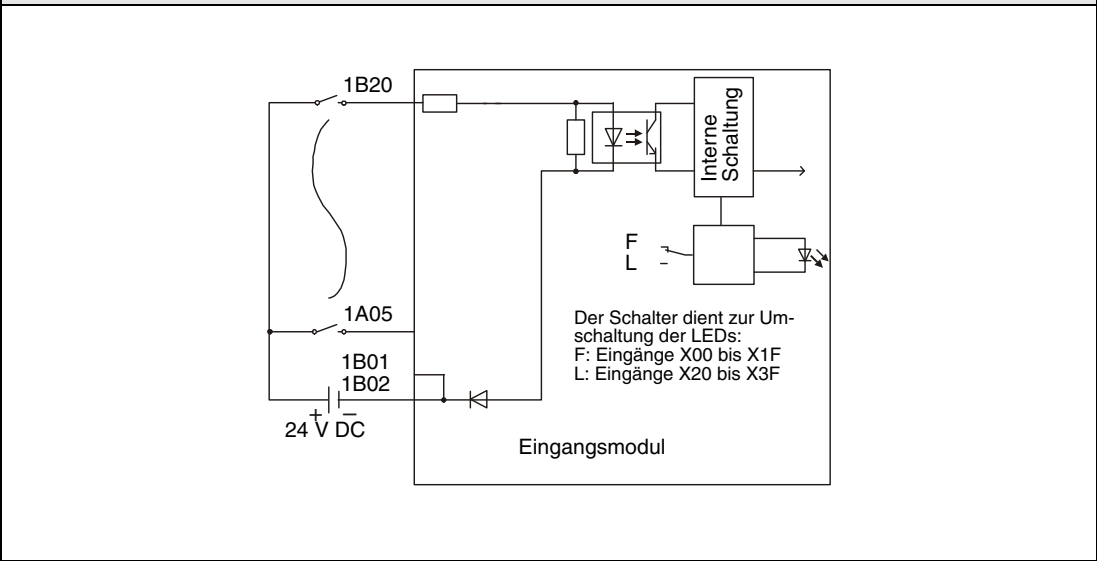 1B20
Interne
Schaltung
F
L
1A05
Der Schalter dient zur Um-
schaltung der LEDs:
F: Eingänge X00 bis X1F
L: Eingänge X20 bis X3F
1B01
1B02
+ –
24 V DC
Eingangsmodul